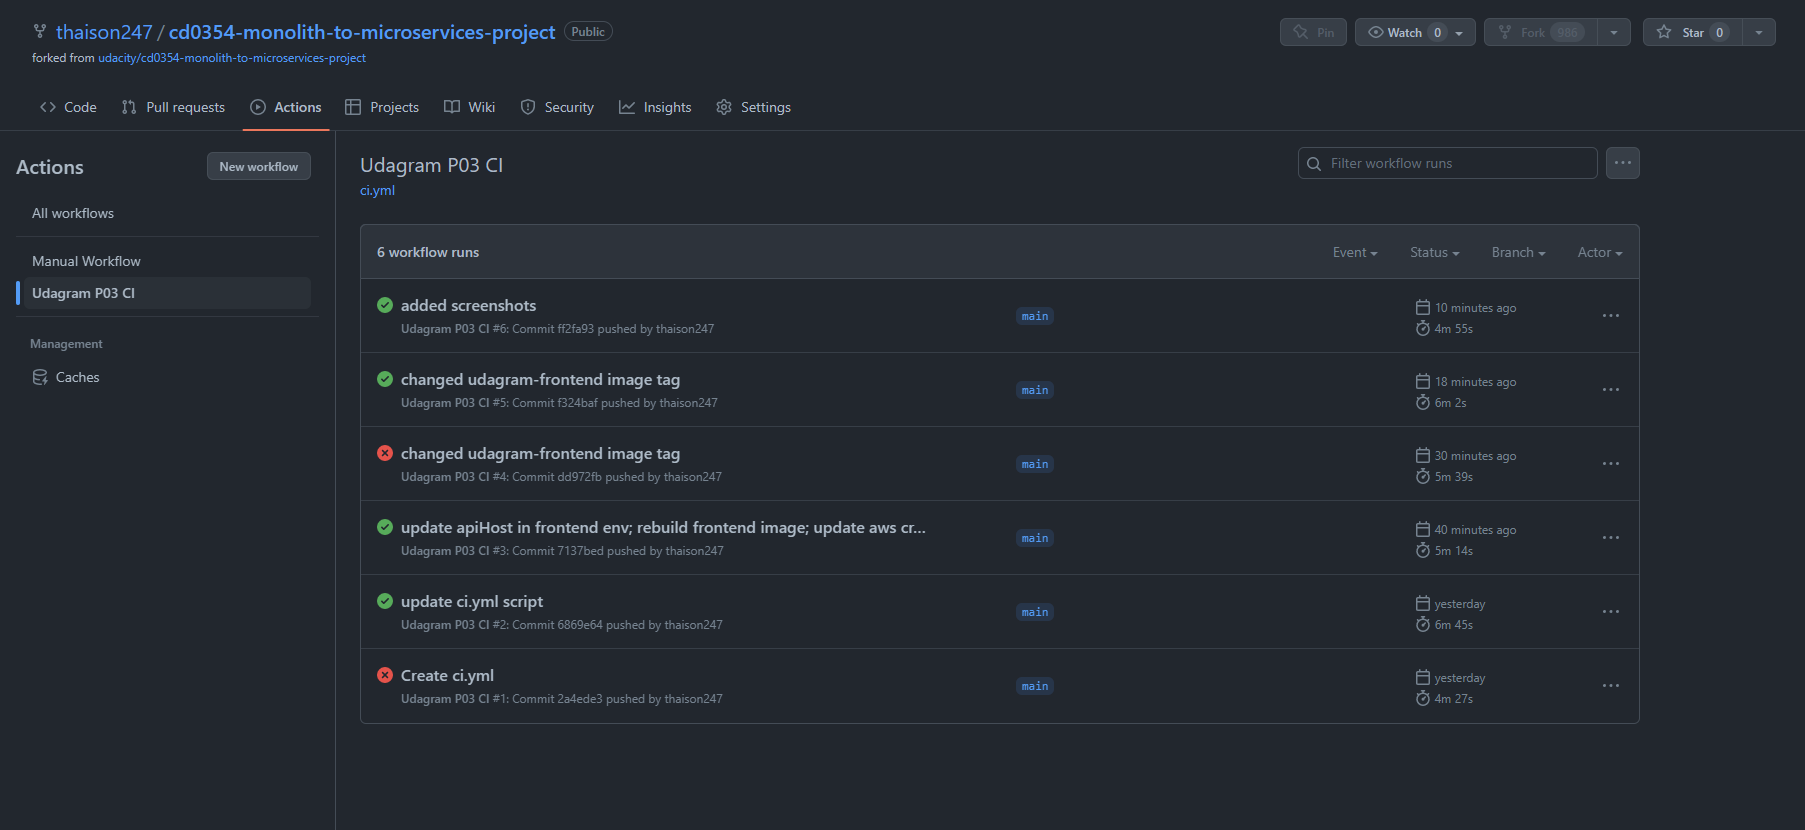 thaison247 / cd0354-monolith-to-microservices-project Public
Pin Watch 0 Fork 986 Star 0
forked from udacity/cd0354-monolith-to-microservices-project
Code Pull requests Actions Projects Wiki Security Insights Settings
Actions
New workflow
All workflows
Manual Workflow
Udagram P03 CI
Management
Caches
Udagram P03 CI
ci.yml
Filter workflow runs
6 workflow runs
Event Status Branch Actor
added screenshots
Udagram P03 CI #6: Commit ff2fa93 pushed by thaison247
main
10 minutes ago
4m 55s
changed udagram-frontend image tag
Udagram P03 CI #5: Commit f324baf pushed by thaison247
main
18 minutes ago
6m 2s
changed udagram-frontend image tag
Udagram P03 CI #4: Commit dd972fb pushed by thaison247
main
30 minutes ago
5m 39s
update apiHost in frontend env; rebuild frontend image; update aws cr...
Udagram P03 CI #3: Commit 7137bed pushed by thaison247
main
40 minutes ago
5m 14s
update ci.yml script
Udagram P03 CI #2: Commit 6869e64 pushed by thaison247
main
yesterday
6m 45s
Create ci.yml
Udagram P03 CI #1: Commit 2a4ede3 pushed by thaison247
main
yesterday
4m 27s